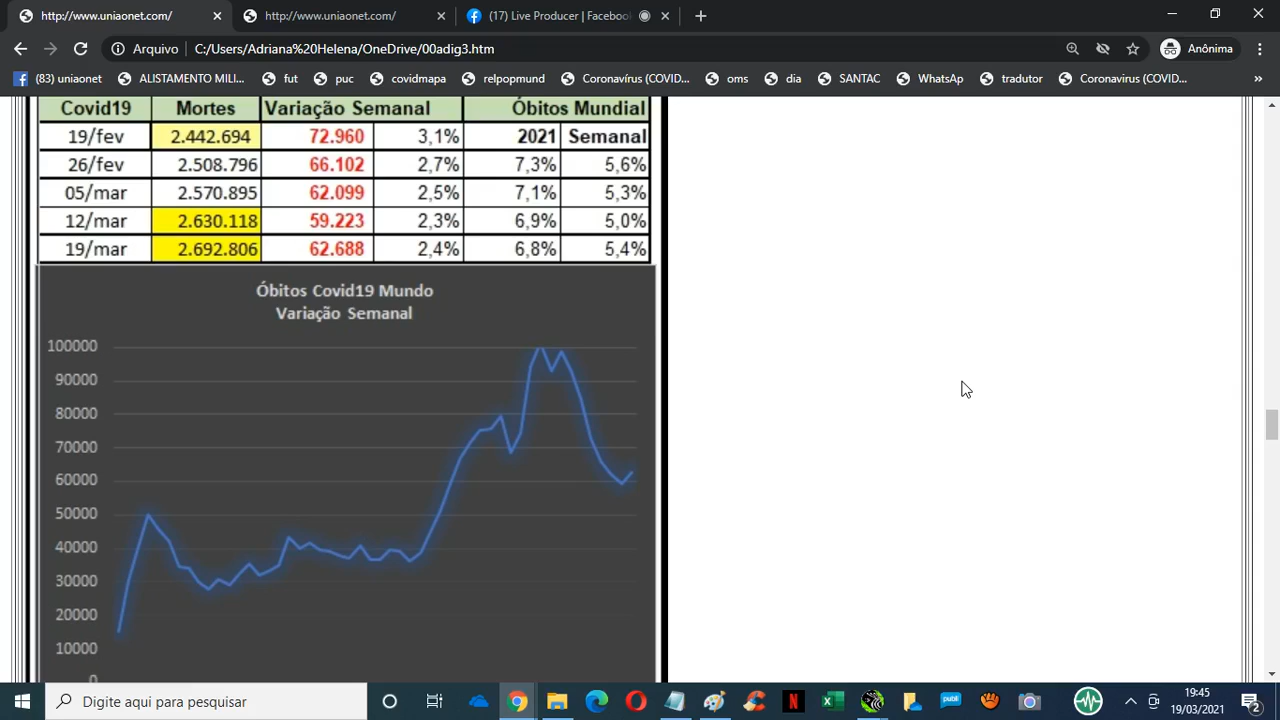 http://www.uniaonet.com/
http://www.uniaonet.com/
(17) Live Producer | Facebook
Arquivo
C:/Users/Adriana%20Helena/OneDrive/00adig3.htm
Anônima
(83) uniaonet
ALISTAMENTO MILI...
fut
puc
covidmapa
relpopmund
Coronavírus (COVID...
oms
dia
SANTAC
WhatsApp
tradutor
Coronavirus (COVID...
»
Covid19 Mortes Variação Semanal Óbitos Mundial
19/fev 2.442.694 72.960 3,1% 2021 Semanal
26/fev 2.508.796 66.102 2,7% 7,3% 5,6%
05/mar 2.570.895 62.099 2,5% 7,1% 5,3%
12/mar 2.630.118 59.223 2,3% 6,9% 5,0%
19/mar 2.692.806 62.688 2,4% 6,8% 5,4%
Óbitos Covid19 Mundo
Variação Semanal
100000
90000
80000
70000
60000
50000
40000
30000
20000
10000
0
Digite aqui para pesquisar
N
publi
19:45
19/03/2021
2